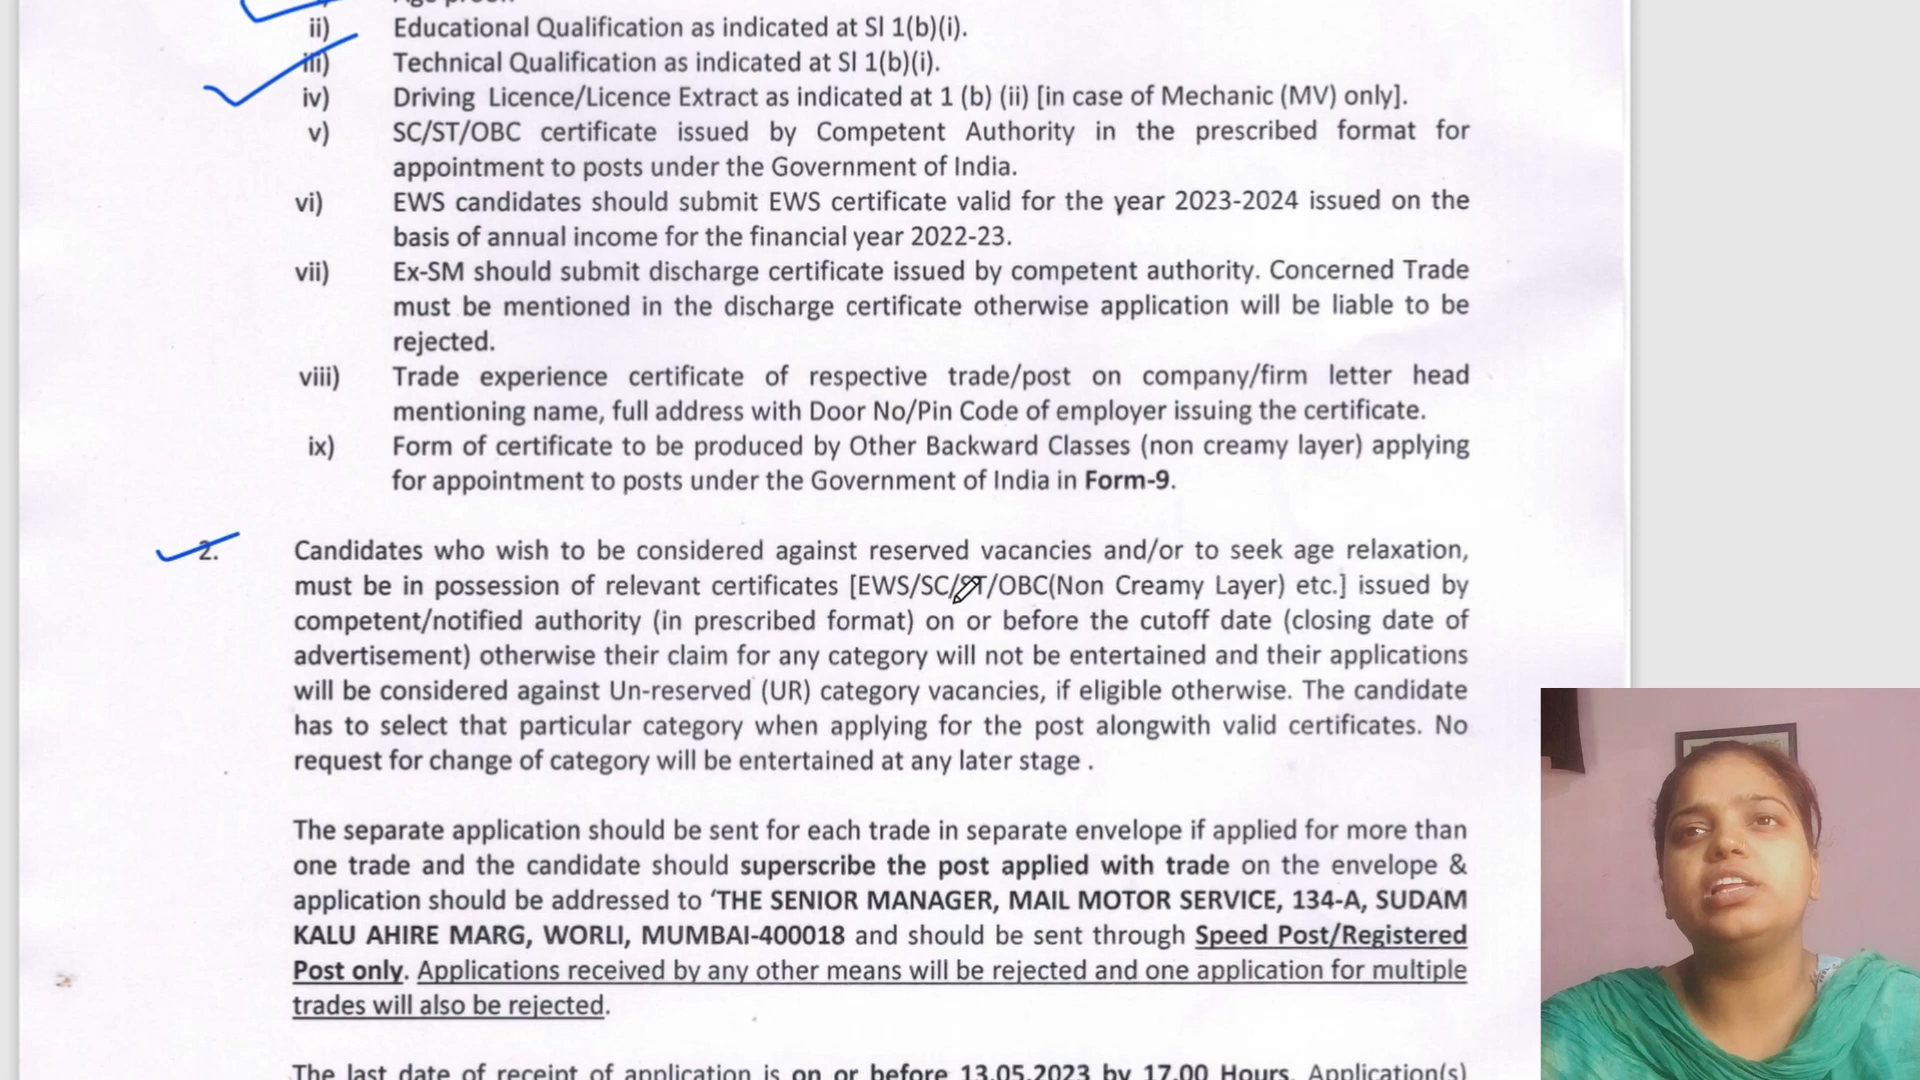 Age proof
ii) Educational Qualification as indicated at Sl 1(b)(i).
iii) Technical Qualification as indicated at Sl 1(b)(i).
iv) Driving Licence/Licence Extract as indicated at 1 (b) (ii) [in case of Mechanic (MV) only].
v) SC/ST/OBC certificate issued by Competent Authority in the prescribed format for
appointment to posts under the Government of India.
vi) EWS candidates should submit EWS certificate valid for the year 2023-2024 issued on the
basis of annual income for the financial year 2022-23.
vii) Ex-SM should submit discharge certificate issued by competent authority. Concerned Trade
must be mentioned in the discharge certificate otherwise application will be liable to be
rejected.
viii) Trade experience certificate of respective trade/post on company/firm letter head
mentioning name, full address with Door No/Pin Code of employer issuing the certificate.
ix) Form of certificate to be produced by Other Backward Classes (non creamy layer) applying
for appointment to posts under the Government of India in Form-9.
2. Candidates who wish to be considered against reserved vacancies and/or to seek age relaxation,
must be in possession of relevant certificates [EWS/SC/ST/OBC(Non Creamy Layer) etc.] issued by
competent/notified authority (in prescribed format) on or before the cutoff date (closing date of
advertisement) otherwise their claim for any category will not be entertained and their applications
will be considered against Un-reserved (UR) category vacancies, if eligible otherwise. The candidate
has to select that particular category when applying for the post alongwith valid certificates. No
request for change of category will be entertained at any later stage .
The separate application should be sent for each trade in separate envelope if applied for more than
one trade and the candidate should superscribe the post applied with trade on the envelope &
application should be addressed to ‘THE SENIOR MANAGER, MAIL MOTOR SERVICE, 134-A, SUDAM
KALU AHIRE MARG, WORLI, MUMBAI-400018 and should be sent through Speed Post/Registered
Post only. Applications received by any other means will be rejected and one application for multiple
trades will also be rejected.
The last date of receipt of application is on or before 13.05.2023 by 17.00 Hours. Application(s)